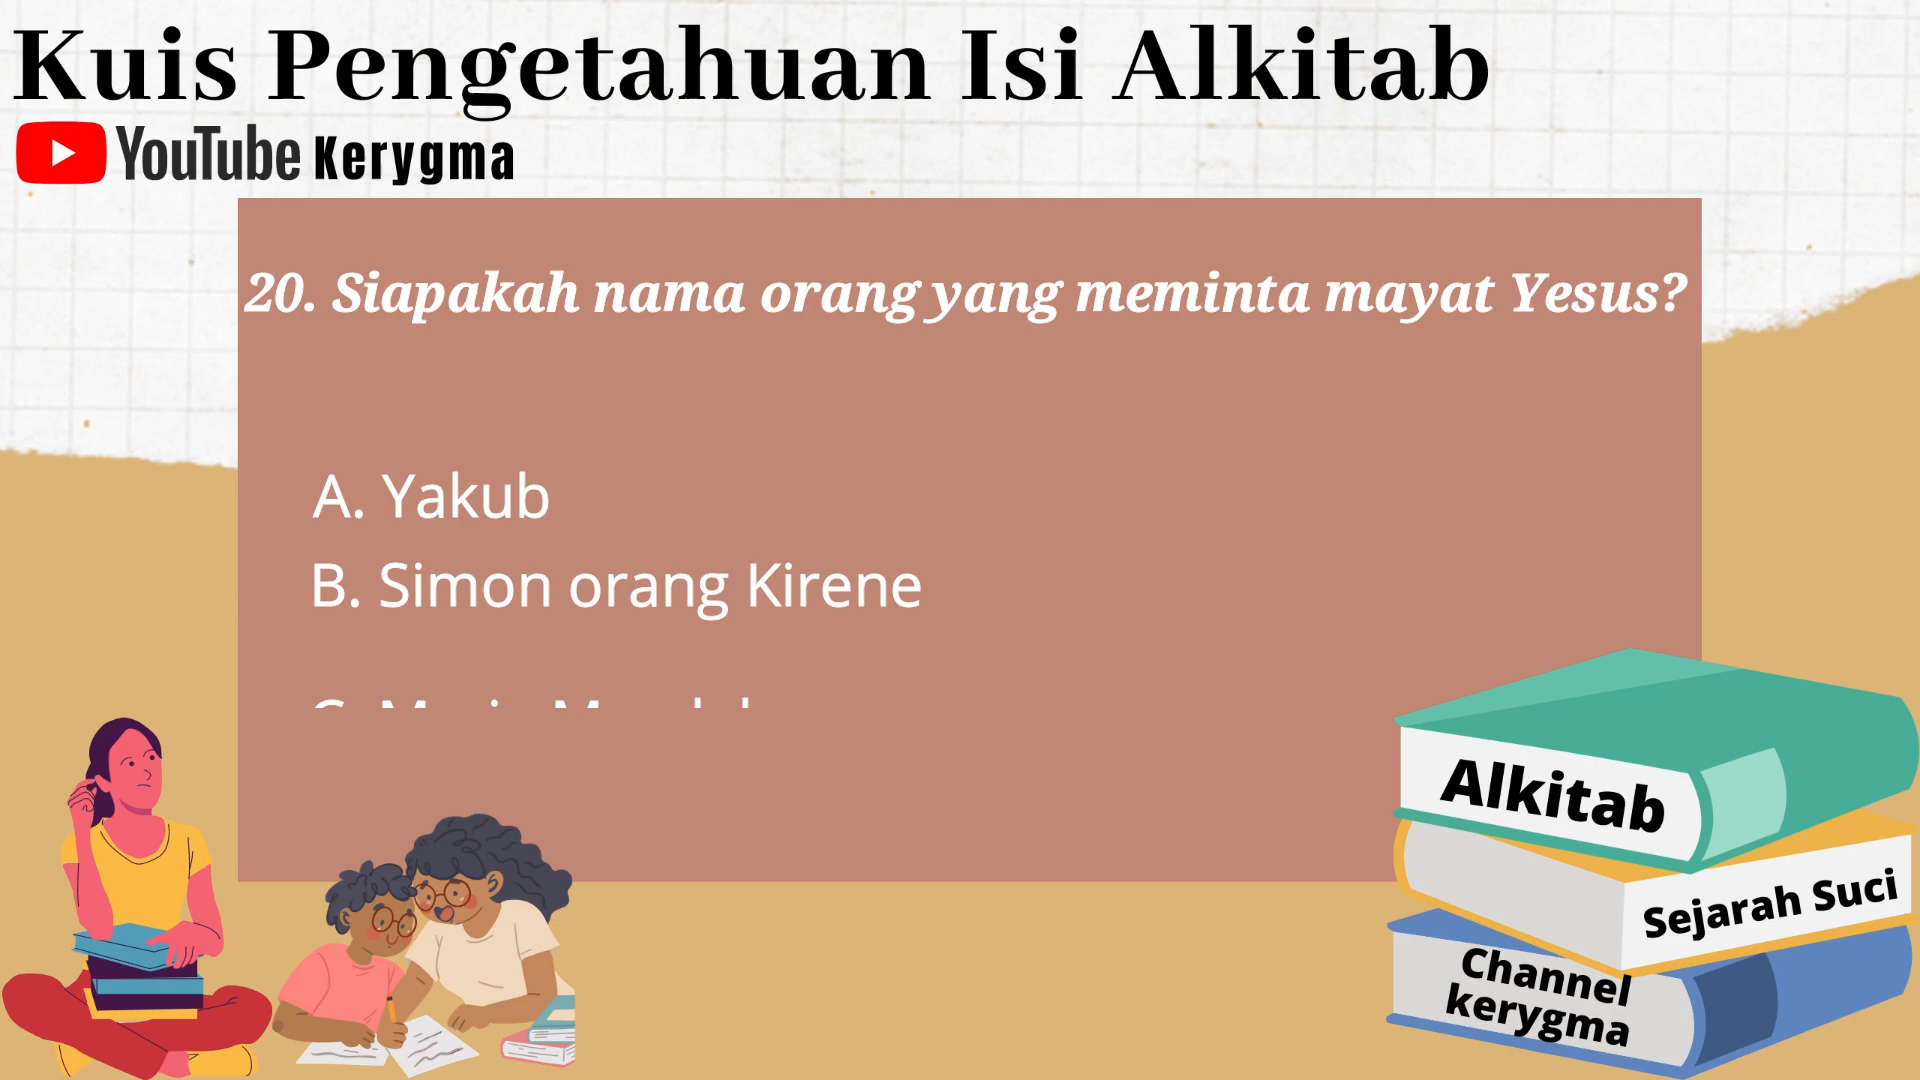 Kuis Pengetahuan Isi Alkitab
YouTube Kerygma
20. Siapakah nama orang yang meminta mayat Yesus?
A. Yakub
B. Simon orang Kirene
Alkitab
Sejarah Suci
Channel
kerygma